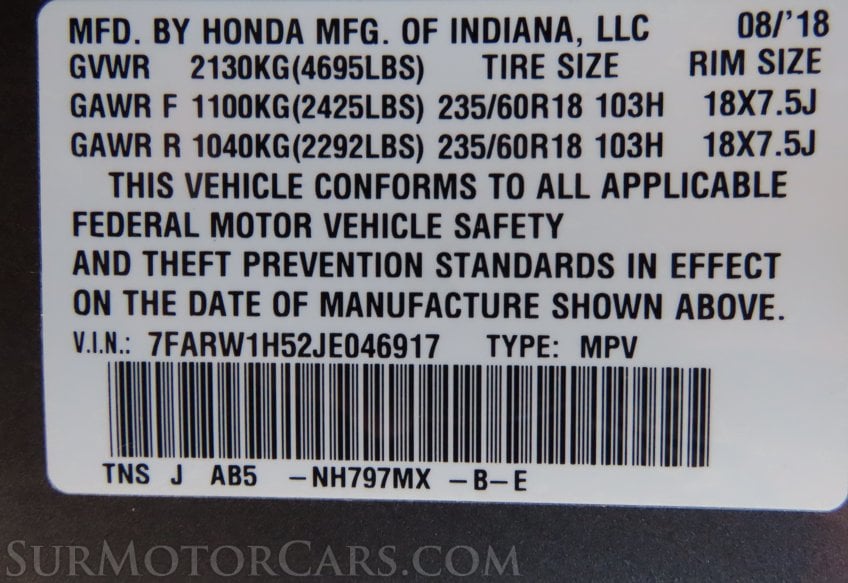 MFD. BY HONDA MFG. OF INDIANA, LLC 08/'18
GVWR 2130KG(4695LBS) TIRE SIZE RIM SIZE
GAWR F 1100KG(2425LBS) 235/60R18 103H 18X7.5J
GAWR R 1040KG(2292LBS) 235/60R18 103H 18X7.5J
THIS VEHICLE CONFORMS TO ALL APPLICABLE
FEDERAL MOTOR VEHICLE SAFETY
AND THEFT PREVENTION STANDARDS IN EFFECT
ON THE DATE OF MANUFACTURE SHOWN ABOVE.
V.I.N.: 7FARW1H52JE046917 TYPE: MPV
TNS J AB5 -NH797MX -B-E
SURMOTORCARS.COM